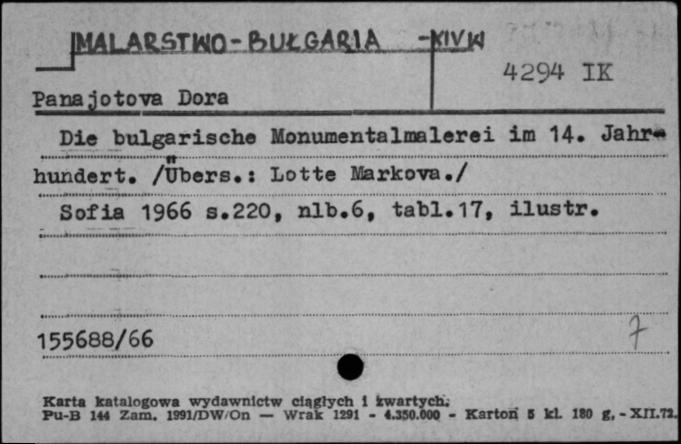 MALARSTWO-BUŁGARIA -XIVW
4294 IK
Panajotova Dora
Die bulgarische Monumentalmalerei im 14. Jahr-
hundert. /Übers.: Lotte Markova./
Sofia 1966 s.220, nlb.6, tabl.17, ilustr.
155688/66
7
Karta katalogowa wydawnictw ciągłych i zwartych;
Pu-B 144 Zam. 1991/DW/On — Wrak 1291 - 4.350.000 - Karton 5 kl. 180 g. - XII.72.